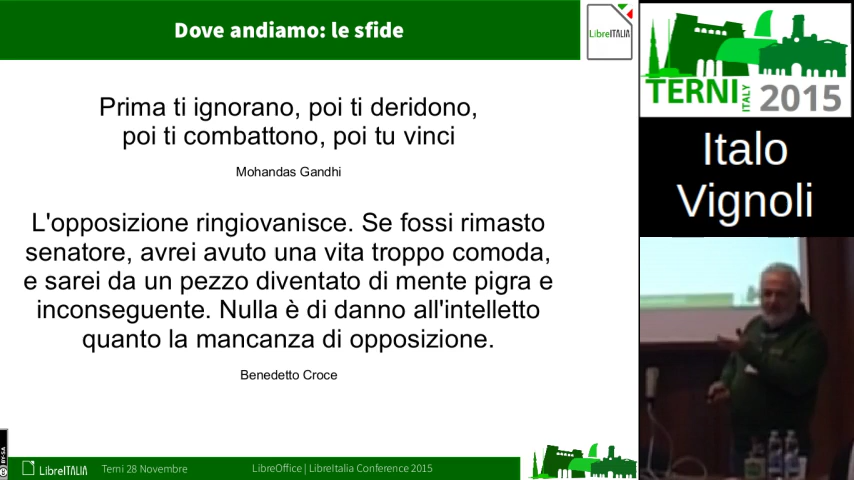 Dove andiamo: le sfide
LibreITALIA
Prima ti ignorano, poi ti deridono,
poi ti combattono, poi tu vinci
Mohandas Gandhi
L'opposizione ringiovanisce. Se fossi rimasto
senatore, avrei avuto una vita troppo comoda,
e sarei da un pezzo diventato di mente pigra e
inconseguente. Nulla è di danno all'intelletto
quanto la mancanza di opposizione.
Benedetto Croce
BY-SA
LibreITALIA
Terni 28 Novembre
LibreOffice | LibreItalia Conference 2015
TERNI
ITALY
2015
Italo
Vignoli